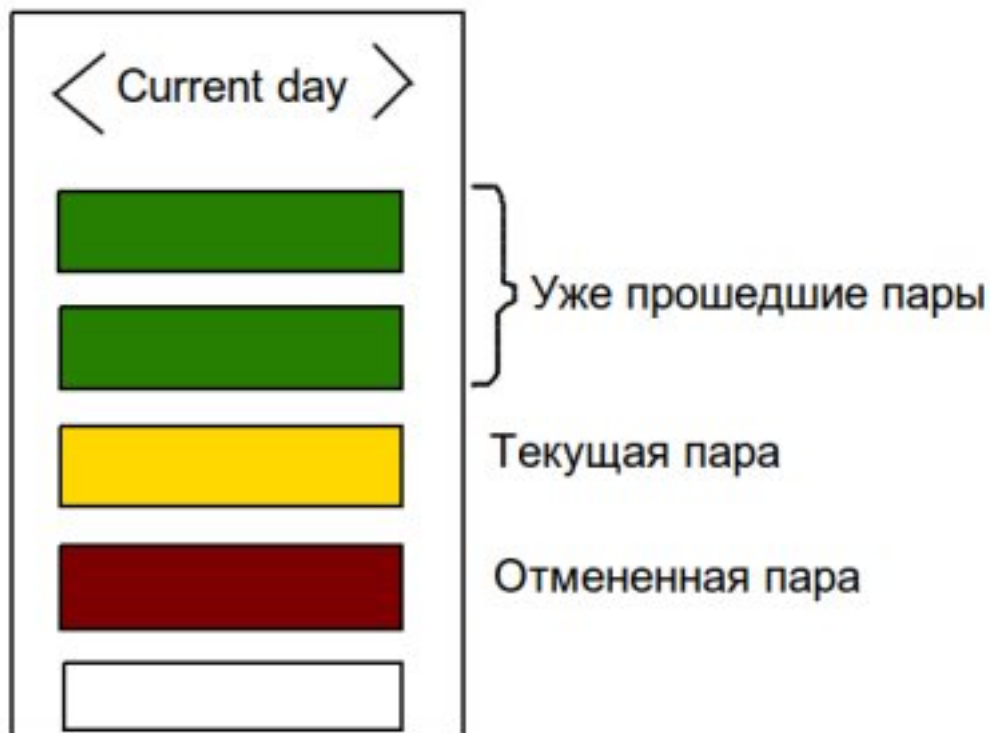 Current day
Уже прошедшие пары
Текущая пара
Отмененная пара